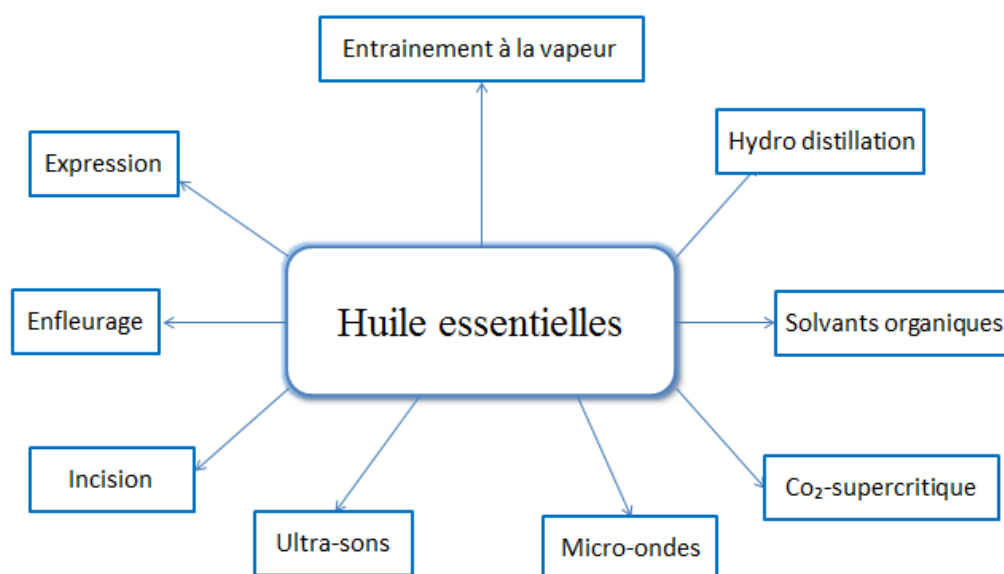 Entrainement à la vapeur
Hydro distillation
Expression
Huile essentielles
Enfleurage
Solvants organiques
Incision
Co₂-supercritique
Ultra-sons
Micro-ondes